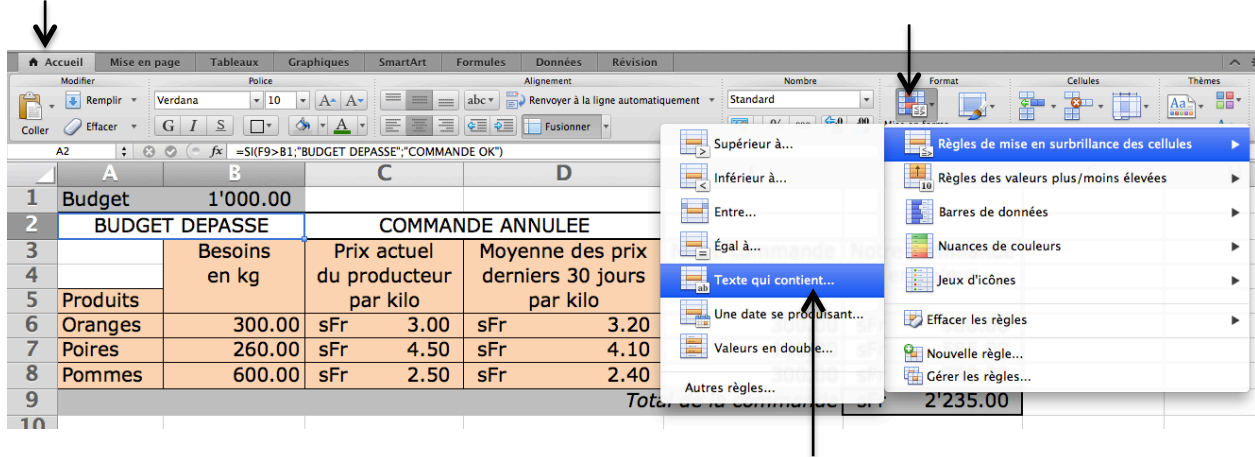 Accueil Mise en page Tableaux Graphiques SmartArt Formules Données Révision
Modifier Police Alignement Nombre Format Cellules Thèmes
Remplir Verdana 10 A A abc Renvoyer à la ligne automatiquement Standard Aa
Coller Effacer G I S A Fusionner
A2 fx =SI(F9>B1;"BUDGET DEPASSE";"COMMANDE OK")
A B C D
1 Budget 1'000.00
2 BUDGET DEPASSE COMMANDE ANNULEE
3 Besoins Prix actuel Moyenne des prix
4 en kg du producteur derniers 30 jours
5 Produits par kilo par kilo
6 Oranges 300.00 sFr 3.00 sFr 3.20
7 Poires 260.00 sFr 4.50 sFr 4.10
8 Pommes 600.00 sFr 2.50 sFr 2.40
9 Total de la commande sFr 2'235.00
10
Supérieur à...
Inférieur à...
Entre...
Égal à...
Texte qui contient...
Une date se produisant...
Valeurs en double...
Autres règles...
Règles de mise en surbrillance des cellules
Règles des valeurs plus/moins élevées
Barres de données
Nuances de couleurs
Jeux d'icônes
Effacer les règles
Nouvelle règle...
Gérer les règles...